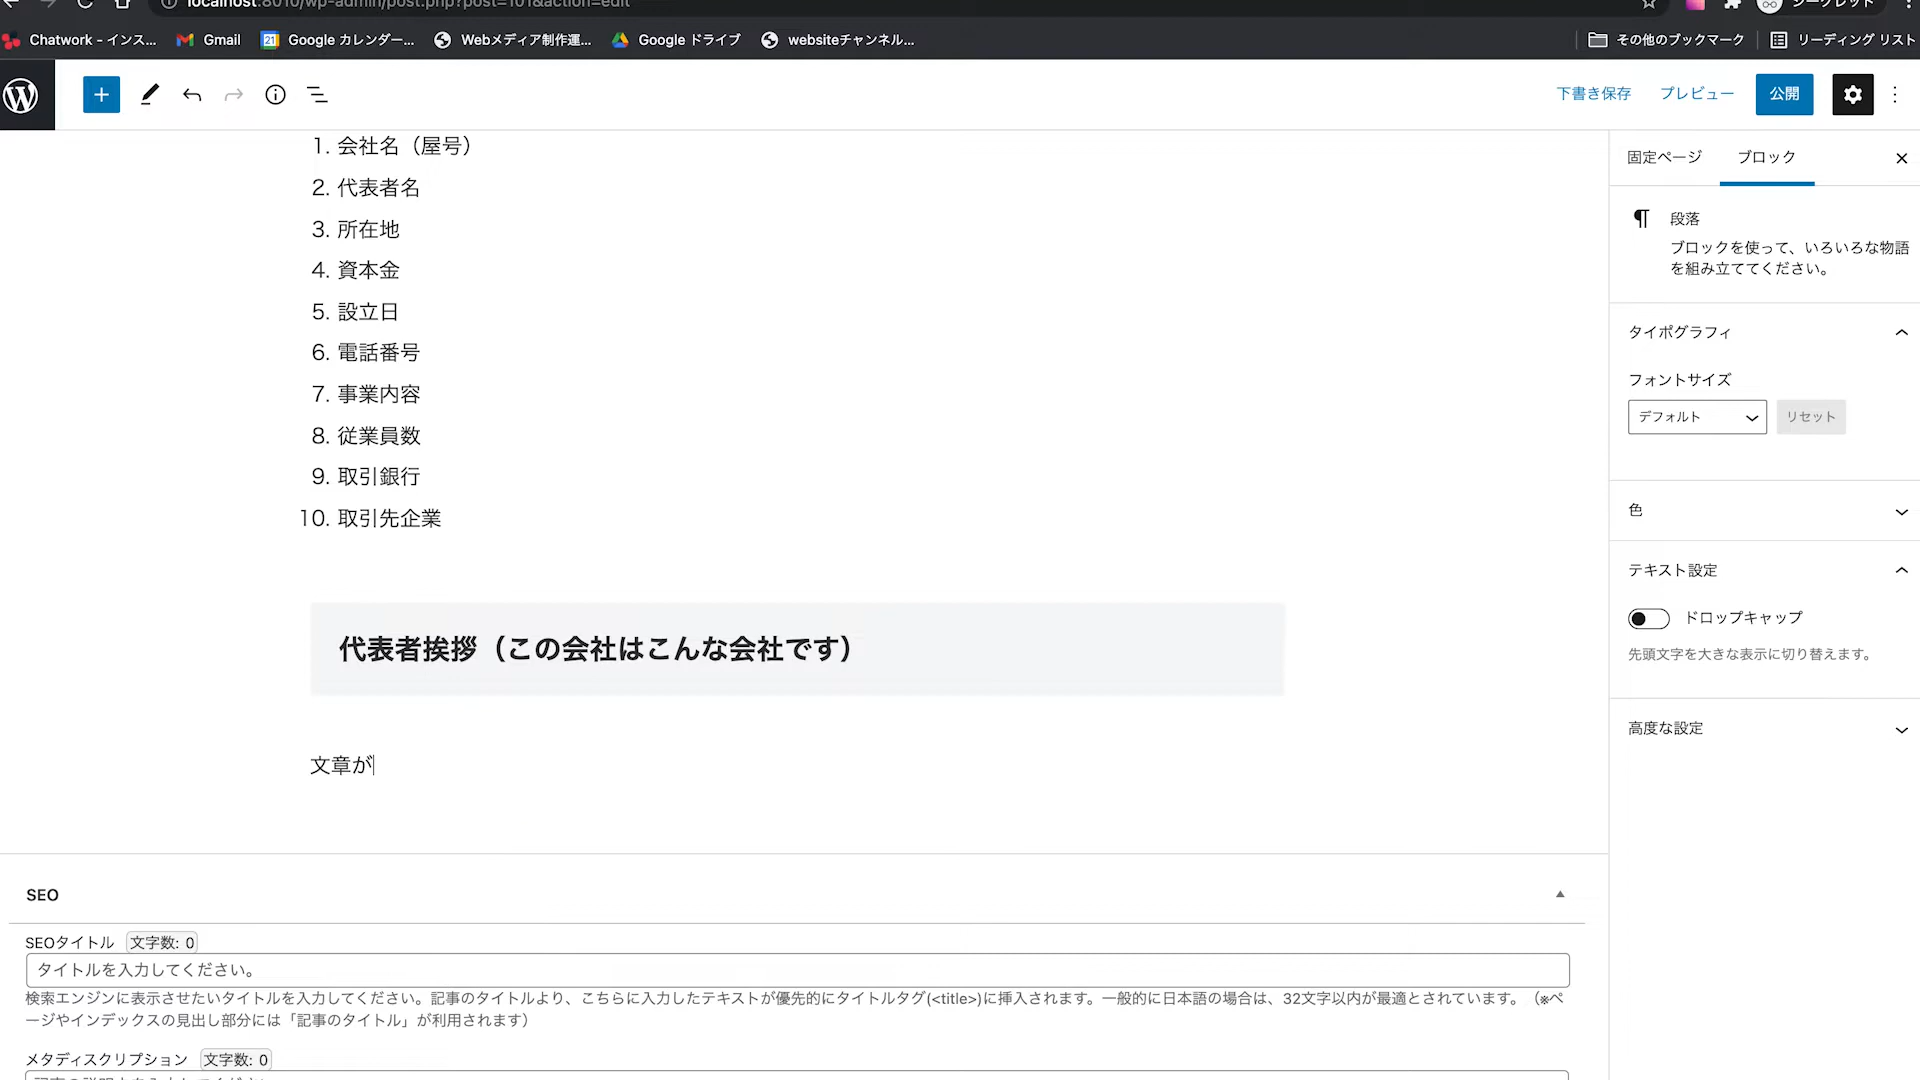 localhost:8010/wp-admin/post.php?post=101&action=edit
シークレット
Chatwork - インス...
Gmail
Google カレンダー...
Webメディア制作運...
Google ドライブ
websiteチャンネル...
その他のブックマーク
リーディング リスト
下書き保存
プレビュー
公開
1. 会社名（屋号）
2. 代表者名
3. 所在地
4. 資本金
5. 設立日
6. 電話番号
7. 事業内容
8. 従業員数
9. 取引銀行
10. 取引先企業
代表者挨拶（この会社はこんな会社です）
文章が
固定ページ
ブロック
段落
ブロックを使って、いろいろな物語
を組み立ててください。
タイポグラフィ
フォントサイズ
デフォルト
リセット
色
テキスト設定
ドロップキャップ
先頭文字を大きな表示に切り替えます。
高度な設定
SEO
SEOタイトル 文字数: 0
タイトルを入力してください。
検索エンジンに表示させたいタイトルを入力してください。記事のタイトルより、こちらに入力したテキストが優先的にタイトルタグ(<title>)に挿入されます。一般的に日本語の場合は、32文字以内が最適とされています。（※ペ
ージやインデックスの見出し部分には「記事のタイトル」が利用されます）
メタディスクリプション 文字数: 0